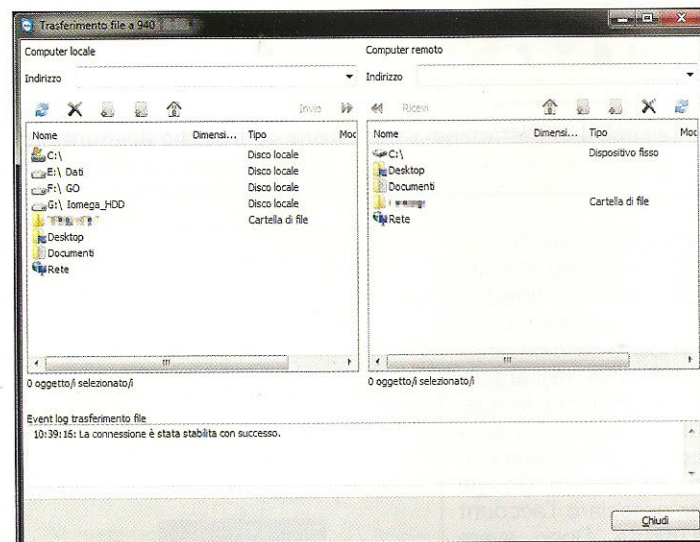 Trasferimento file a 940
Computer locale
Indirizzo
Invio
Nome Dimensi... Tipo Moc
C:\ Disco locale
E:\ Dati Disco locale
F:\ GO Disco locale
G:\ Iomega_HDD Disco locale
Cartella di file
Desktop
Documenti
Rete
0 oggetto/i selezionato/i
Computer remoto
Indirizzo
Ricevi
Nome Dimensi... Tipo Moc
C:\ Dispositivo fisso
Desktop
Documenti
Cartella di file
Rete
0 oggetto/i selezionato/i
Event log trasferimento file
10:39:16: La connessione è stata stabilita con successo.
Chiudi